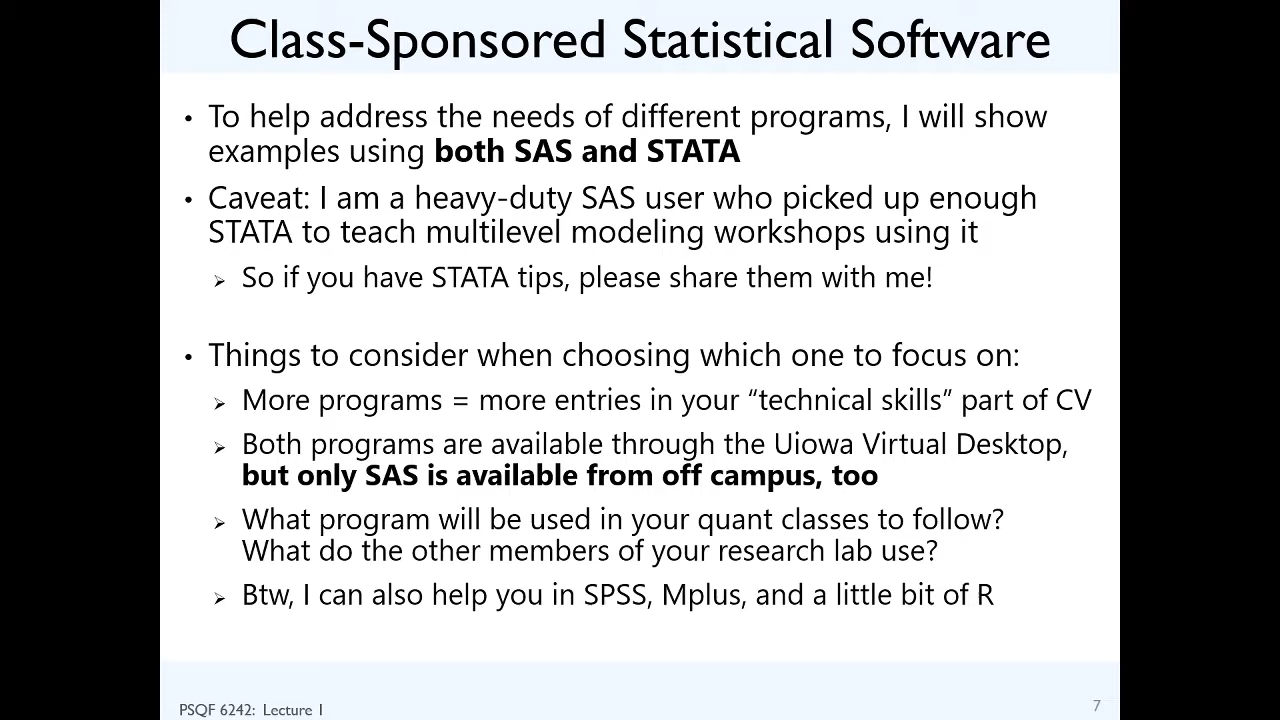 Class-Sponsored Statistical Software
• To help address the needs of different programs, I will show
examples using both SAS and STATA
• Caveat: I am a heavy-duty SAS user who picked up enough
STATA to teach multilevel modeling workshops using it
➢ So if you have STATA tips, please share them with me!
• Things to consider when choosing which one to focus on:
➢ More programs = more entries in your “technical skills” part of CV
➢ Both programs are available through the Uiowa Virtual Desktop,
but only SAS is available from off campus, too
➢ What program will be used in your quant classes to follow?
What do the other members of your research lab use?
➢ Btw, I can also help you in SPSS, Mplus, and a little bit of R
PSQF 6242: Lecture 1
7